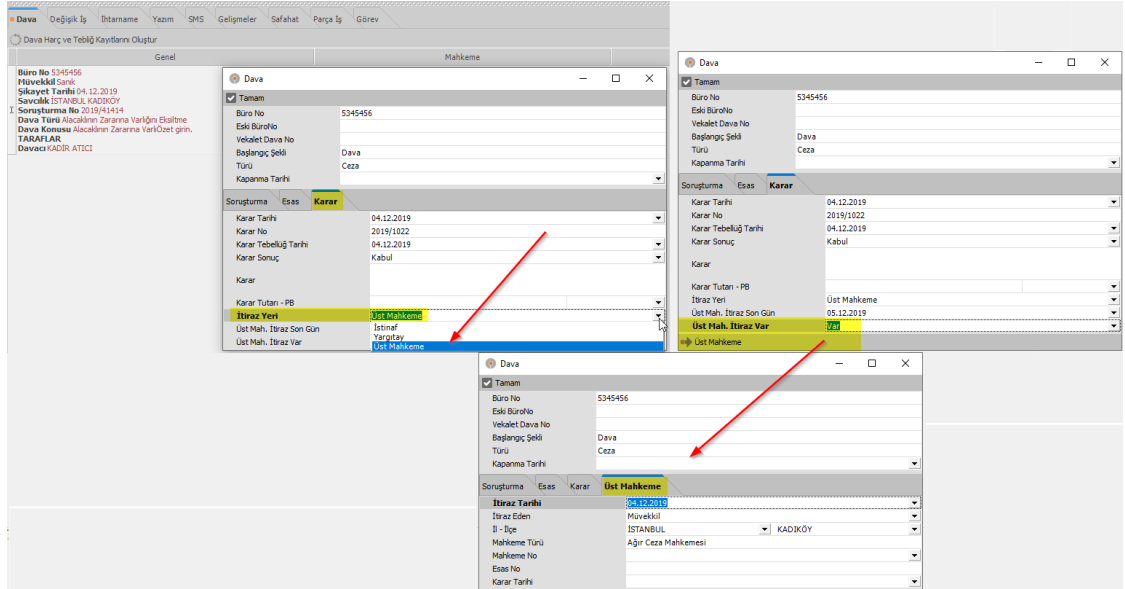 Dava Değişik İş İhtarname Yazım SMS Gelişmeler Safahat Parça İş Görev
Dava Harç ve Tebliğ Kayıtlarını Oluştur
Genel Mahkeme
Büro No 5345456
Müvekkil Sanık
Şikayet Tarihi 04.12.2019
Savcılık İSTANBUL KADIKÖY
Soruşturma No 2019/41414
Dava Türü Alacaklının Zararına Varlığını Eksiltme
Dava Konusu Alacaklının Zararına VarlıÖzet girin.
TARAFLAR
Davacı KADİR ATICI
Dava
Tamam
Büro No 5345456
Eski BüroNo
Vekalet Dava No
Başlangıç Şekli Dava
Türü Ceza
Kapanma Tarihi
Soruşturma Esas Karar
Karar Tarihi 04.12.2019
Karar No 2019/1022
Karar Tebellüğ Tarihi 04.12.2019
Karar Sonuç Kabul
Karar
Karar Tutarı - PB
İtiraz Yeri Üst Mahkeme
Üst Mah. İtiraz Son Gün İstinaf
Yargıtay
Üst Mah. İtiraz Var Üst Mahkeme
Dava
Tamam
Büro No 5345456
Eski BüroNo
Vekalet Dava No
Başlangıç Şekli Dava
Türü Ceza
Kapanma Tarihi
Soruşturma Esas Karar
Karar Tarihi 04.12.2019
Karar No 2019/1022
Karar Tebellüğ Tarihi 04.12.2019
Karar Sonuç Kabul
Karar
Karar Tutarı - PB
İtiraz Yeri Üst Mahkeme
Üst Mah. İtiraz Son Gün 05.12.2019
Üst Mah. İtiraz Var Var
Üst Mahkeme
Dava
Tamam
Büro No 5345456
Eski BüroNo
Vekalet Dava No
Başlangıç Şekli Dava
Türü Ceza
Kapanma Tarihi
Soruşturma Esas Karar Üst Mahkeme
İtiraz Tarihi 04.12.2019
İtiraz Eden Müvekkil
İl - İlçe İSTANBUL KADIKÖY
Mahkeme Türü Ağır Ceza Mahkemesi
Mahkeme No
Esas No
Karar Tarihi